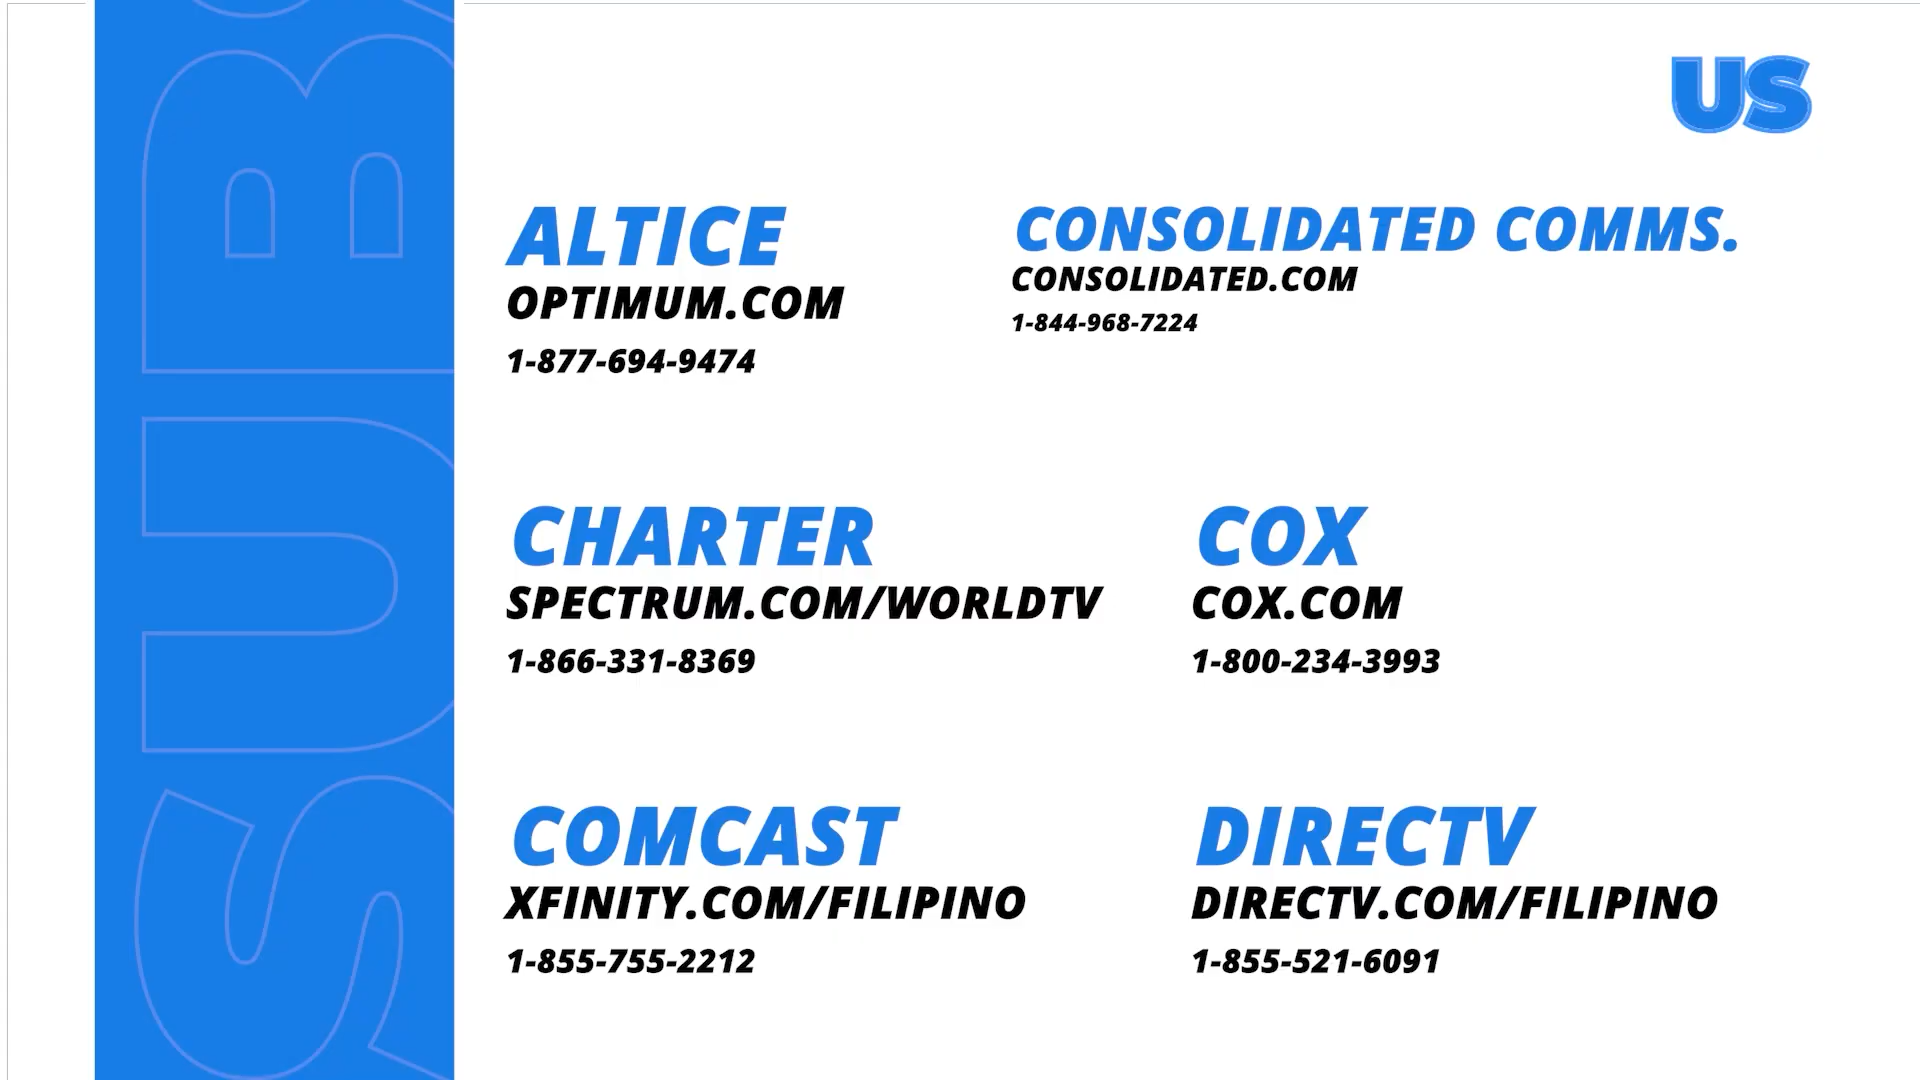 US
ALTICE
OPTIMUM.COM
1-877-694-9474
CONSOLIDATED COMMS.
CONSOLIDATED.COM
1-844-968-7224
CHARTER
SPECTRUM.COM/WORLDTV
1-866-331-8369
COX
COX.COM
1-800-234-3993
COMCAST
XFINITY.COM/FILIPINO
1-855-755-2212
DIRECTV
DIRECTV.COM/FILIPINO
1-855-521-6091
SUB